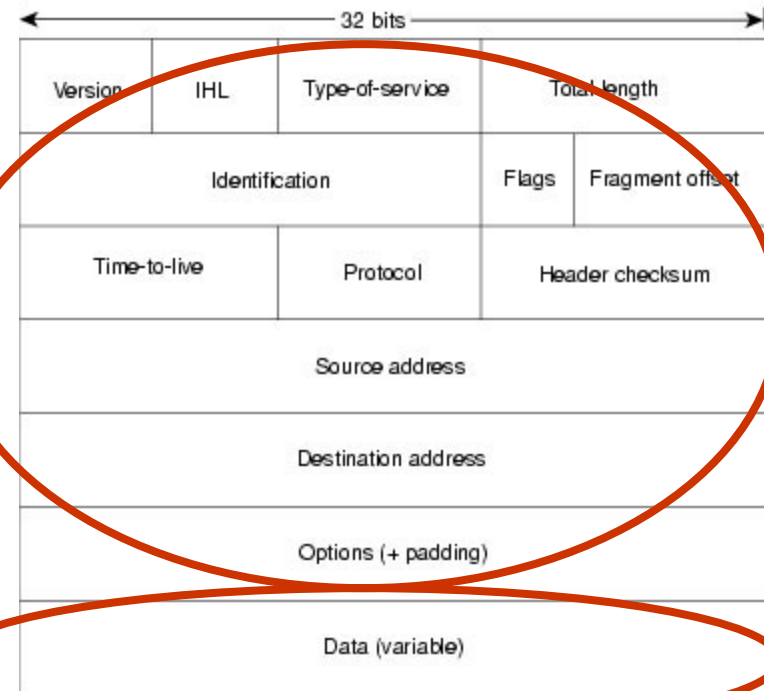 32 bits
Version IHL Type-of-service Total length
Identification Flags Fragment offset
Time-to-live Protocol Header checksum
Source address
Destination address
Options (+ padding)
Data (variable)